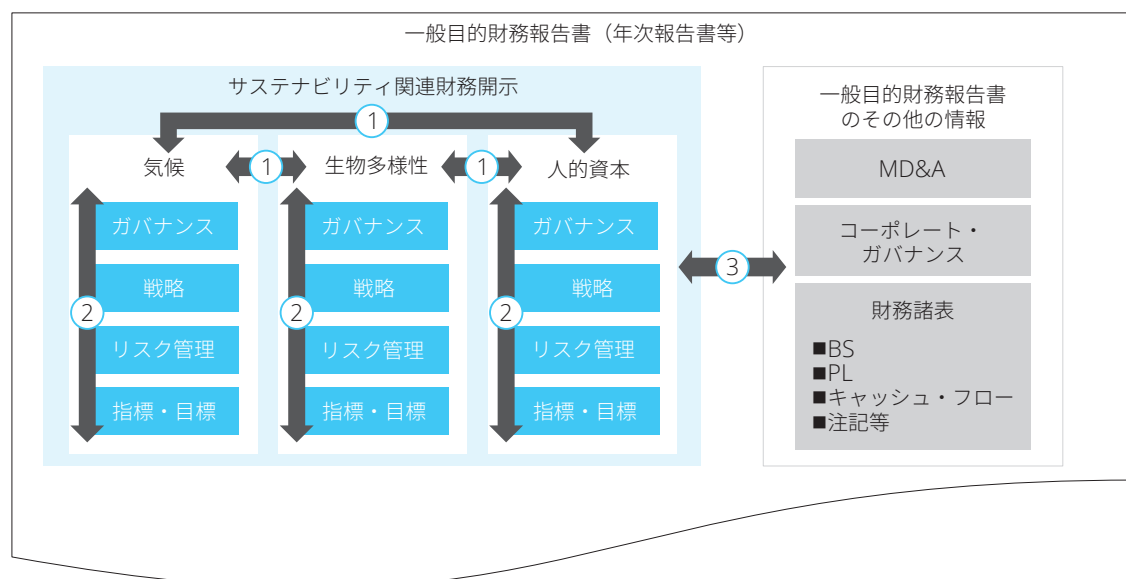 一般目的財務報告書（年次報告書等）
サステナビリティ関連財務開示
1
気候
1
生物多様性
1
人的資本
ガバナンス
戦略
リスク管理
指標・目標
2
ガバナンス
戦略
リスク管理
指標・目標
2
ガバナンス
戦略
リスク管理
指標・目標
2
3
一般目的財務報告書
のその他の情報
MD&A
コーポレート・
ガバナンス
財務諸表
■BS
■PL
■キャッシュ・フロー
■注記等